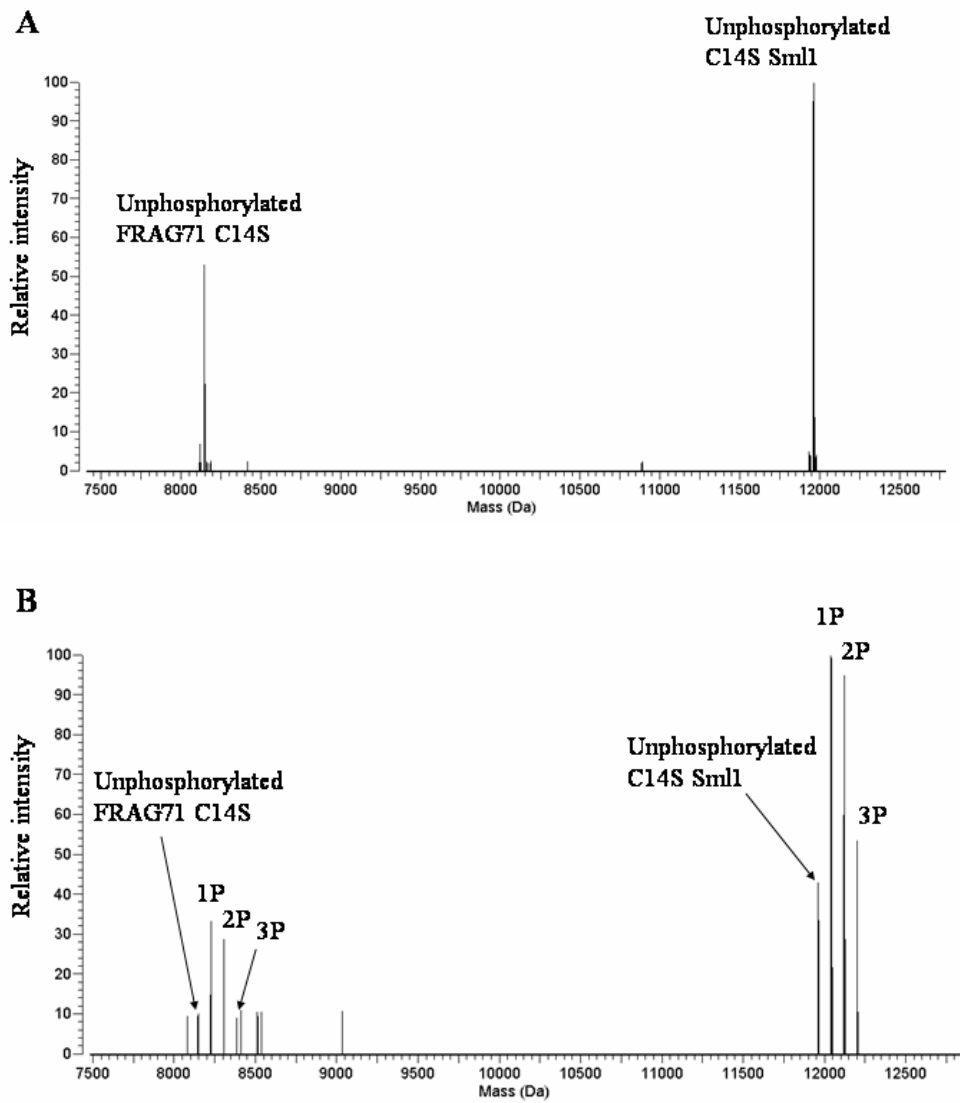 A
Unphosphorylated
C14S Sml1
Unphosphorylated
FRAG71 C14S
Relative intensity
100
90
80
70
60
50
40
30
20
10
0
7500 8000 8500 9000 9500 10000 10500 11000 11500 12000 12500
Mass (Da)
B
1P
2P
3P
Unphosphorylated
C14S Sml1
Unphosphorylated
FRAG71 C14S
1P
2P
3P
Relative intensity
100
90
80
70
60
50
40
30
20
10
0
7500 8000 8500 9000 9500 10000 10500 11000 11500 12000 12500
Mass (Da)